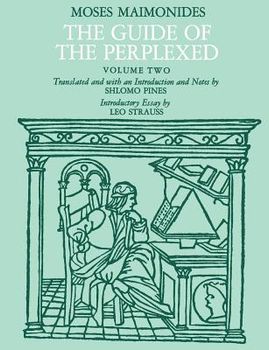 MOSES MAIMONIDES
THE GUIDE OF
THE PERPLEXED
VOLUME TWO
Translated and with an Introduction and Notes by
SHLOMO PINES
Introductory Essay by
LEO STRAUSS